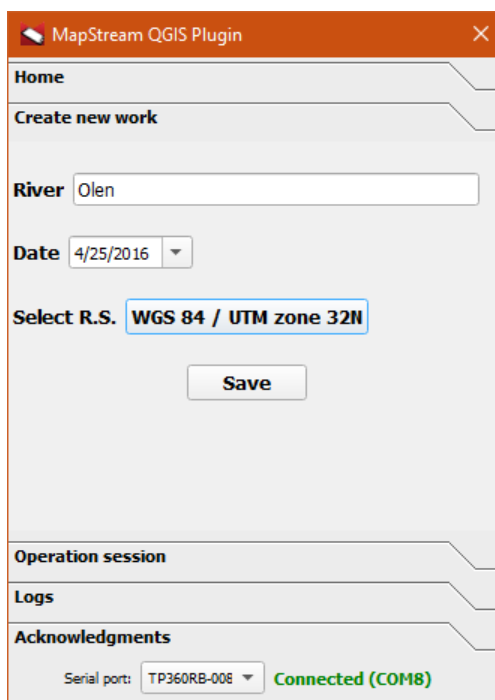 MapStream QGIS Plugin
Home
Create new work
River Olen
Date 4/25/2016
Select R.S. WGS 84 / UTM zone 32N
Save
Operation session
Logs
Acknowledgments
Serial port: TP360RB-008 Connected (COM8)